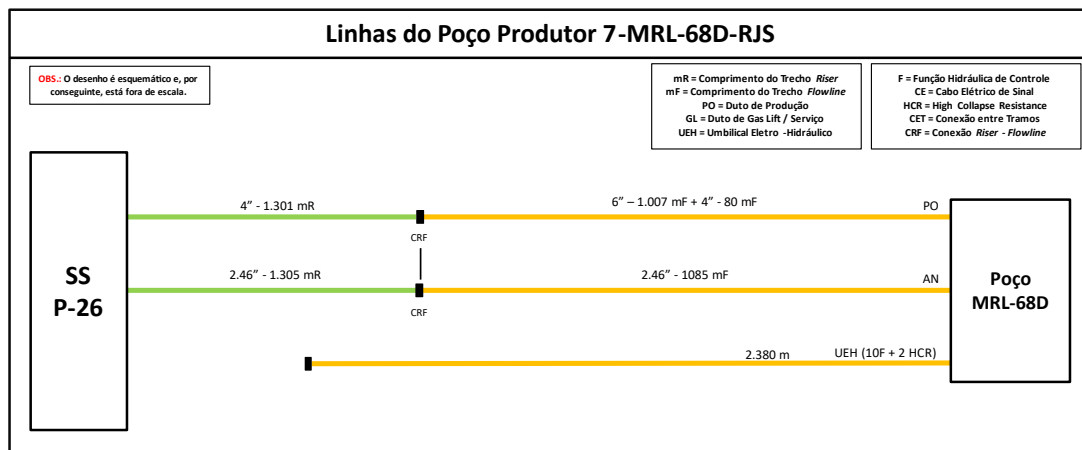 Linhas do Poço Produtor 7-MRL-68D-RJS
OBS.: O desenho é esquemático e, por
conseguinte, está fora de escala.
mR = Comprimento do Trecho Riser
mF = Comprimento do Trecho Flowline
PO = Duto de Produção
GL = Duto de Gas Lift / Serviço
UEH = Umbilical Eletro -Hidráulico
F = Função Hidráulica de Controle
CE = Cabo Elétrico de Sinal
HCR = High Collapse Resistance
CET = Conexão entre Tramos
CRF = Conexão Riser - Flowline
SS
P-26
4” - 1.301 mR
6” – 1.007 mF + 4” - 80 mF
PO
CRF
2.46” - 1.305 mR
2.46” - 1085 mF
AN
CRF
2.380 m
UEH (10F + 2 HCR)
Poço
MRL-68D